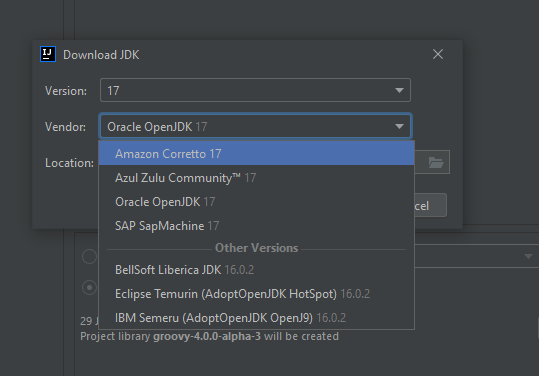 IJ
Download JDK
Version: 17
Vendor: Oracle OpenJDK 17
Location:
Amazon Corretto 17
Azul Zulu Community™ 17
Oracle OpenJDK 17
SAP SapMachine 17
Other Versions
BellSoft Liberica JDK 16.0.2
Eclipse Temurin (AdoptOpenJDK HotSpot) 16.0.2
IBM Semeru (AdoptOpenJDK OpenJ9) 16.0.2
cel
29 J
Project library groovy-4.0.0-alpha-3 will be created